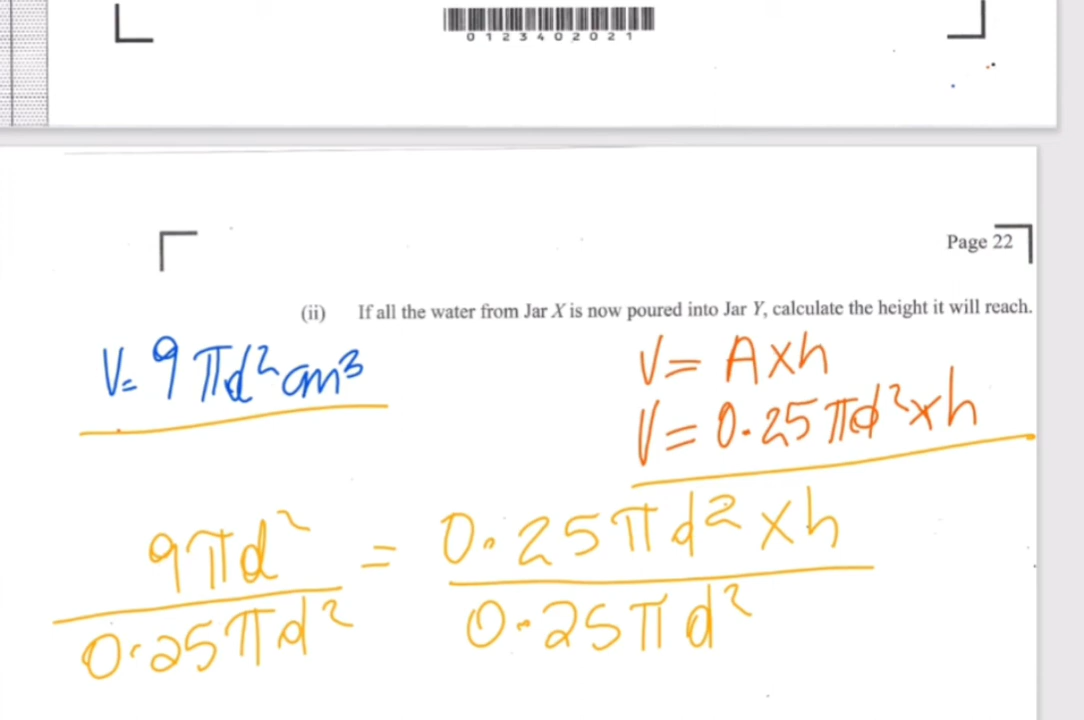 0 1 2 3 4 0 2 0 2 1
Page 22
(ii) If all the water from Jar X is now poured into Jar Y, calculate the height it will reach.
V= 9πd² cm³
V= A×h
V= 0.25πd²×h
9πd² = 0.25πd²×h
0.25πd² 0.25πd²